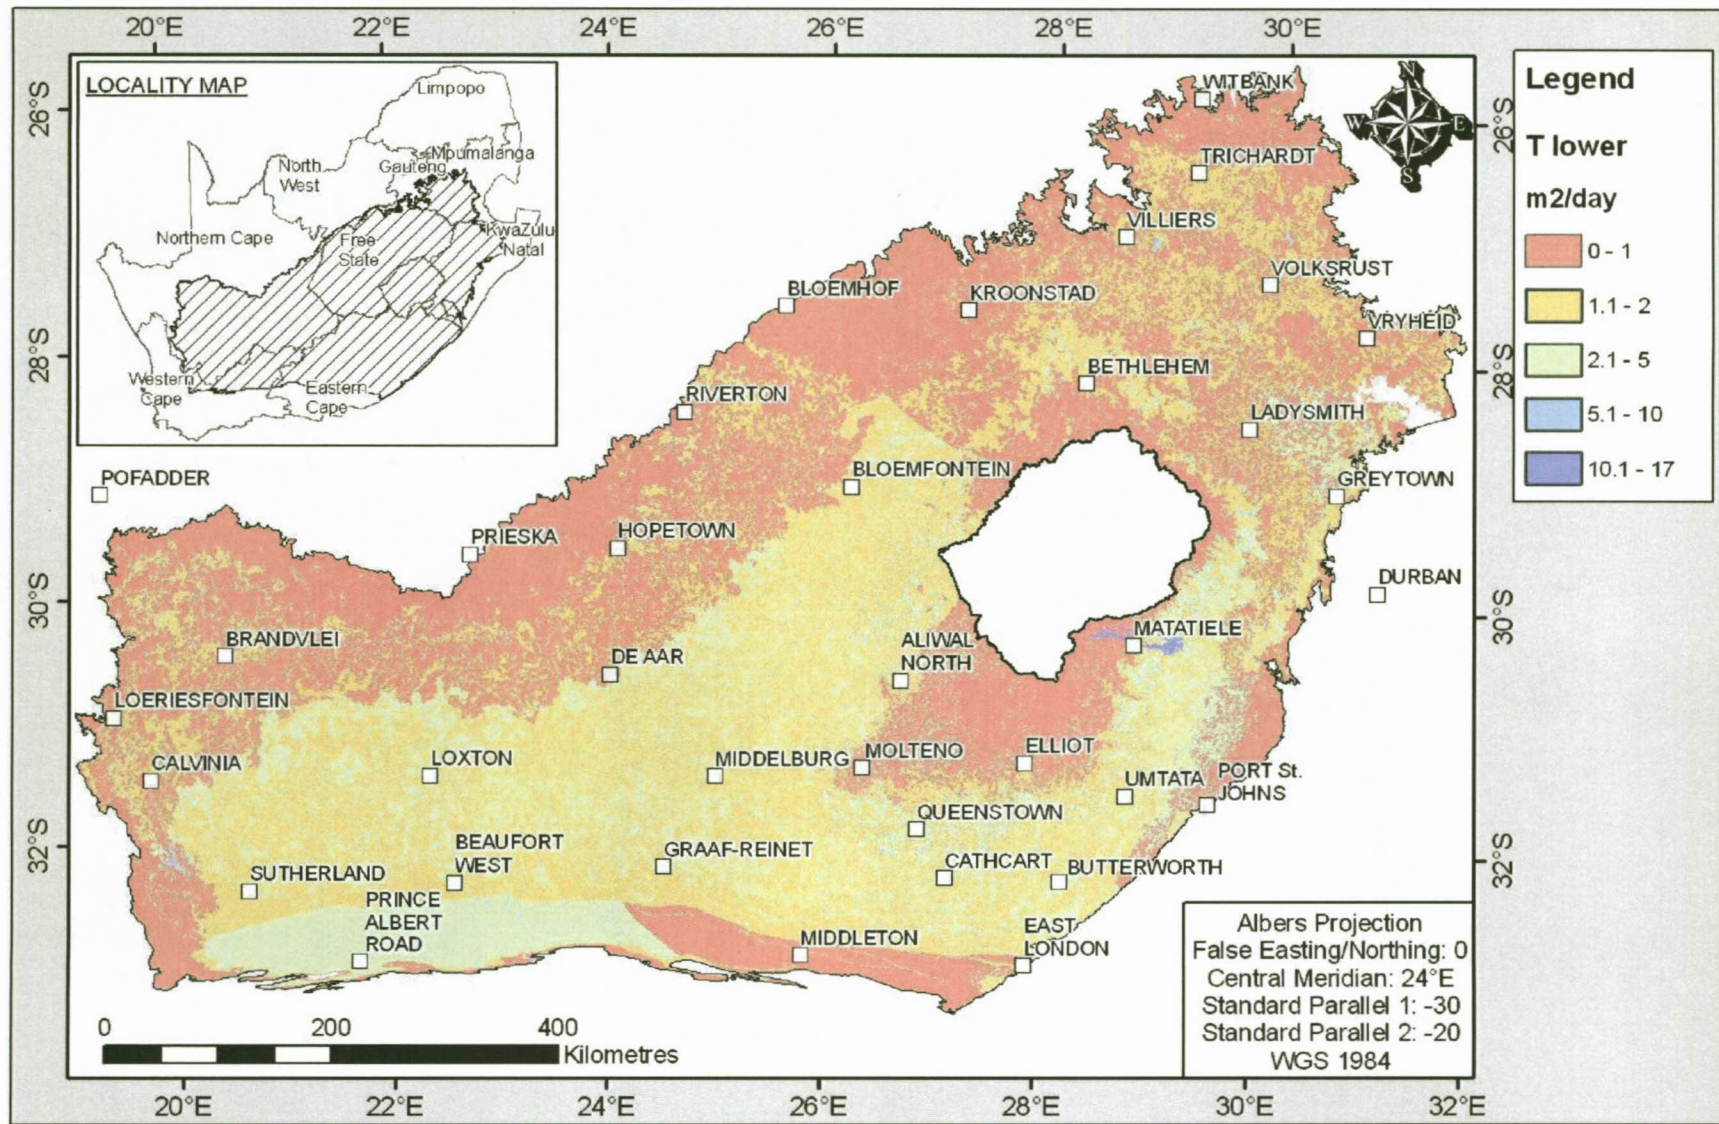 20°E 22°E 24°E 26°E 28°E 30°E
LOCALITY MAP
Limpopo
Mpumalanga
Gauteng
North
West
KwaZulu
Natal
Free
State
Northern Cape
Western
Cape
Eastern
Cape
N
W E
S
Legend
T lower
m2/day
0 - 1
1.1 - 2
2.1 - 5
5.1 - 10
10.1 - 17
26°S
28°S
30°S
32°S
26°S
28°S
30°S
32°S
WITBANK
TRICHARDT
VILLIERS
VOLKSRUST
BLOEMHOF
KROONSTAD
VRYHEID
BETHLEHEM
RIVERTON
LADYSMITH
BLOEMFONTEIN
GREYTOWN
POFADDER
PRIESKA
HOPETOWN
DURBAN
BRANDVLEI
DE AAR
ALIWAL
NORTH
MATATIELE
LOERIESFONTEIN
CALVINIA
LOXTON
MIDDELBURG
MOLTENO
ELLIOT
UMTATA
PORT St.
JOHNS
QUEENSTOWN
BEAUFORT
WEST
GRAAF-REINET
CATHCART
BUTTERWORTH
SUTHERLAND
PRINCE
ALBERT
ROAD
MIDDLETON
EAST
LONDON
Albers Projection
False Easting/Northing: 0
Central Meridian: 24°E
Standard Parallel 1: -30
Standard Parallel 2: -20
WGS 1984
0 200 400
Kilometres
20°E 22°E 24°E 26°E 28°E 30°E 32°E